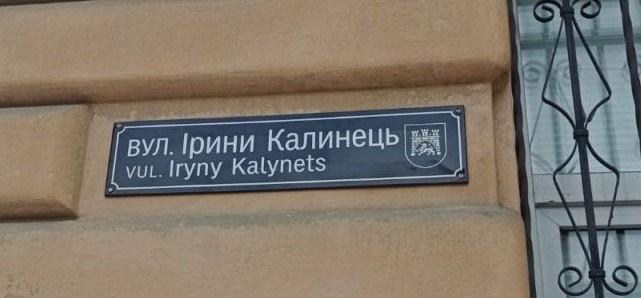 вул. Ірини Калинець
vul. Iryny Kalynets